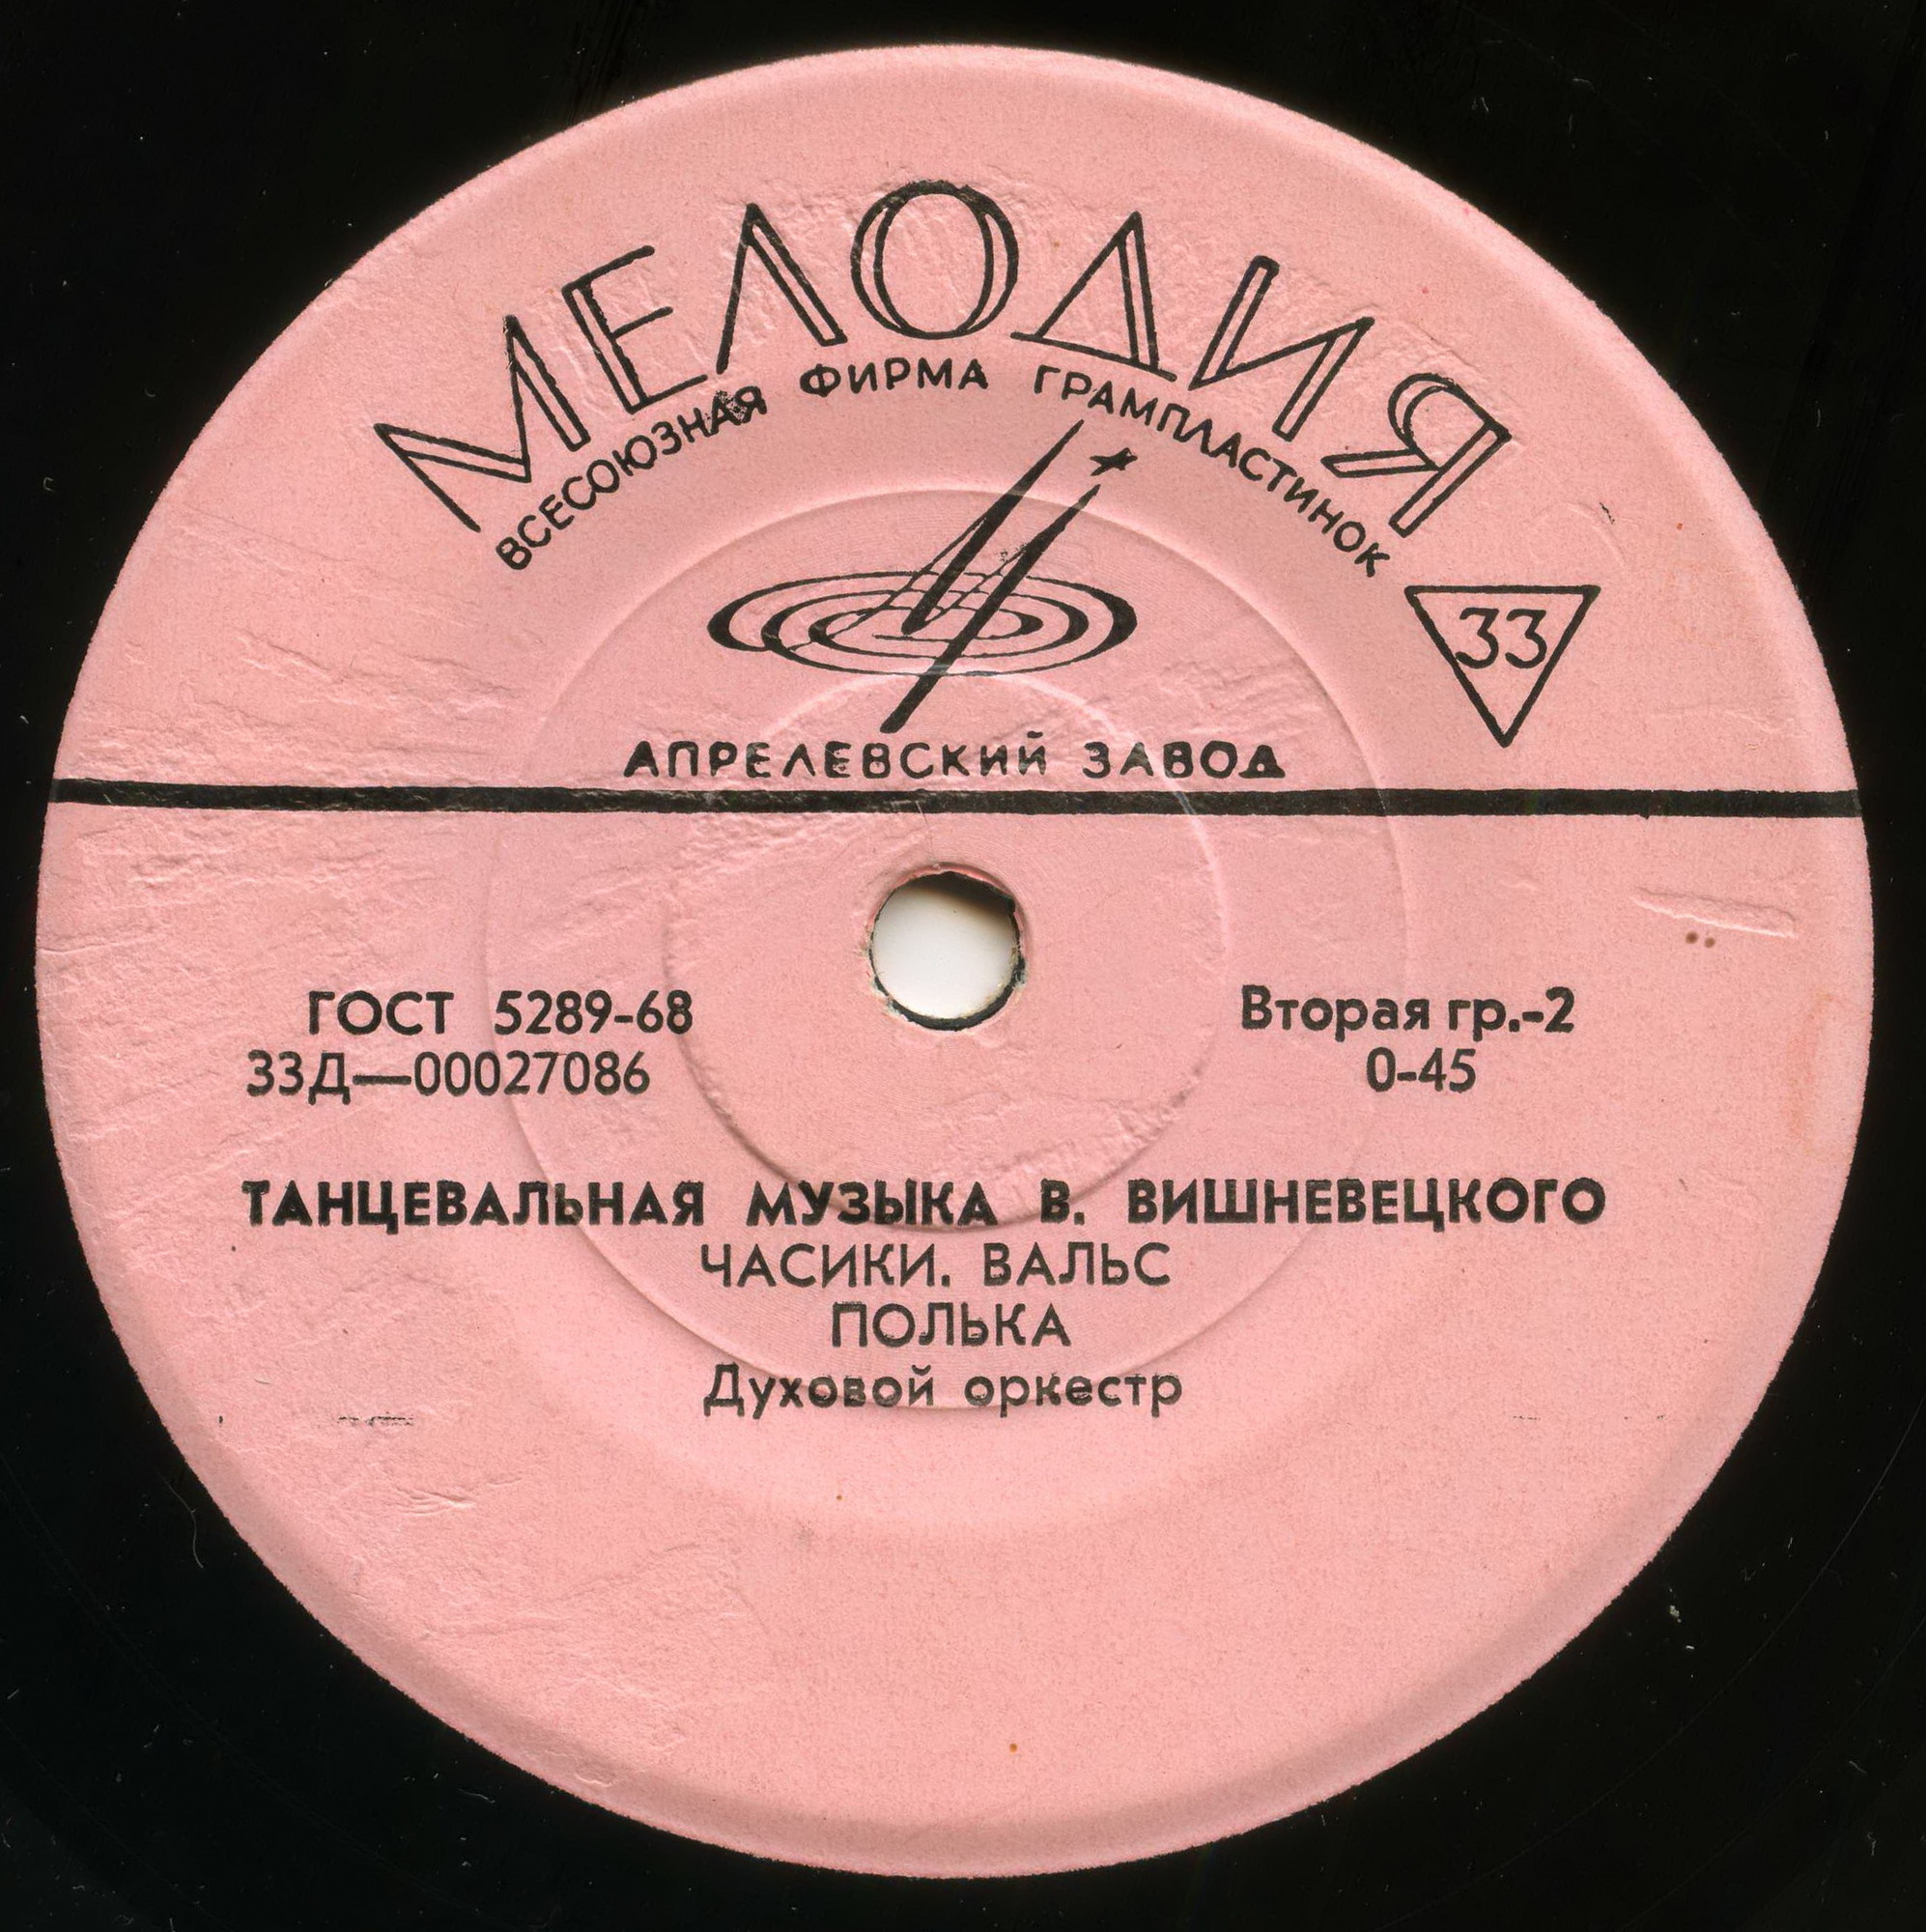 МЕЛОДИЯ
ВСЕСОЮЗНАЯ ФИРМА ГРАМПЛАСТИНОК
33
АПРЕЛЕВСКИЙ ЗАВОД
ГОСТ 5289-68
Вторая гр.-2
33Д—00027086
0-45
ТАНЦЕВАЛЬНАЯ МУЗЫКА В. ВИШНЕВЕЦКОГО
ЧАСИКИ. ВАЛЬС
ПОЛЬКА
Духовой оркестр